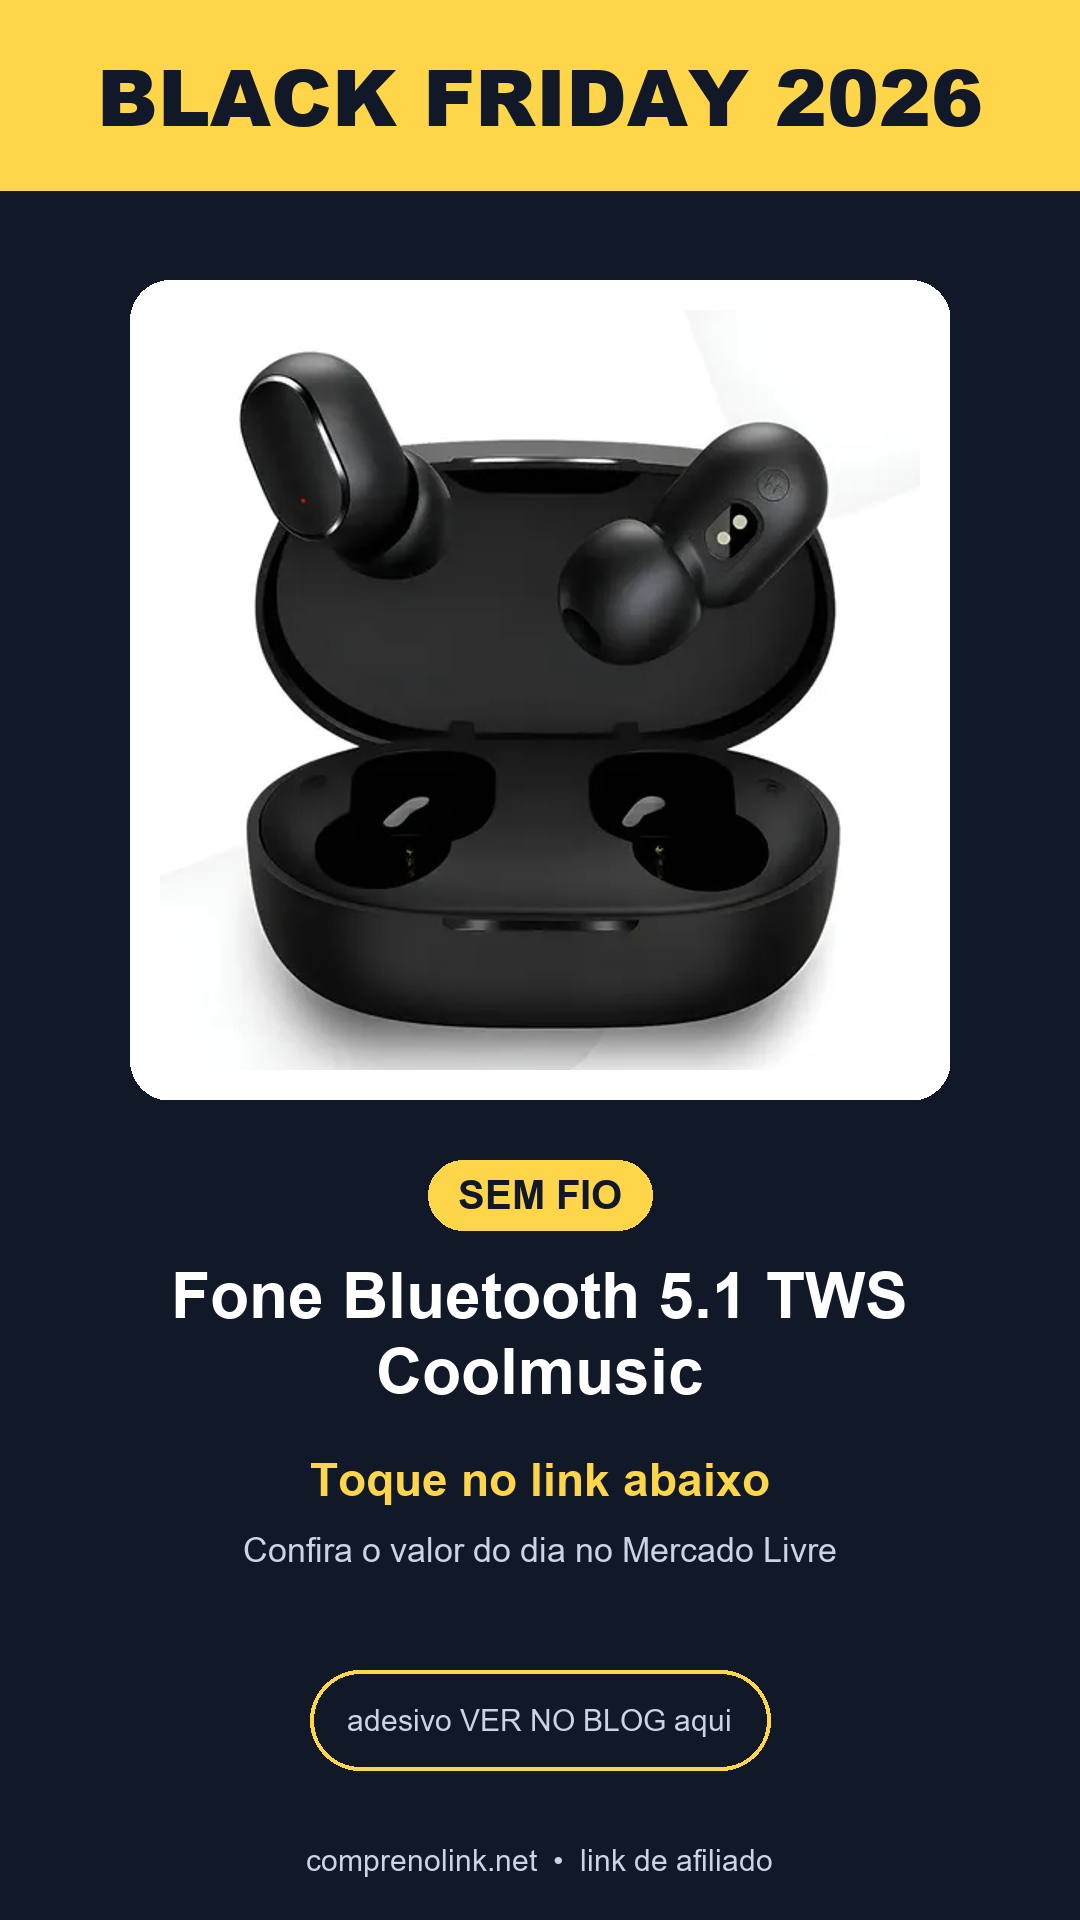 BLACK FRIDAY 2026
SEM FIO
Fone Bluetooth 5.1 TWS
Coolmusic
Toque no link abaixo
Confira o valor do dia no Mercado Livre
adesivo VER NO BLOG aqui
comprenolink.net • link de afiliado